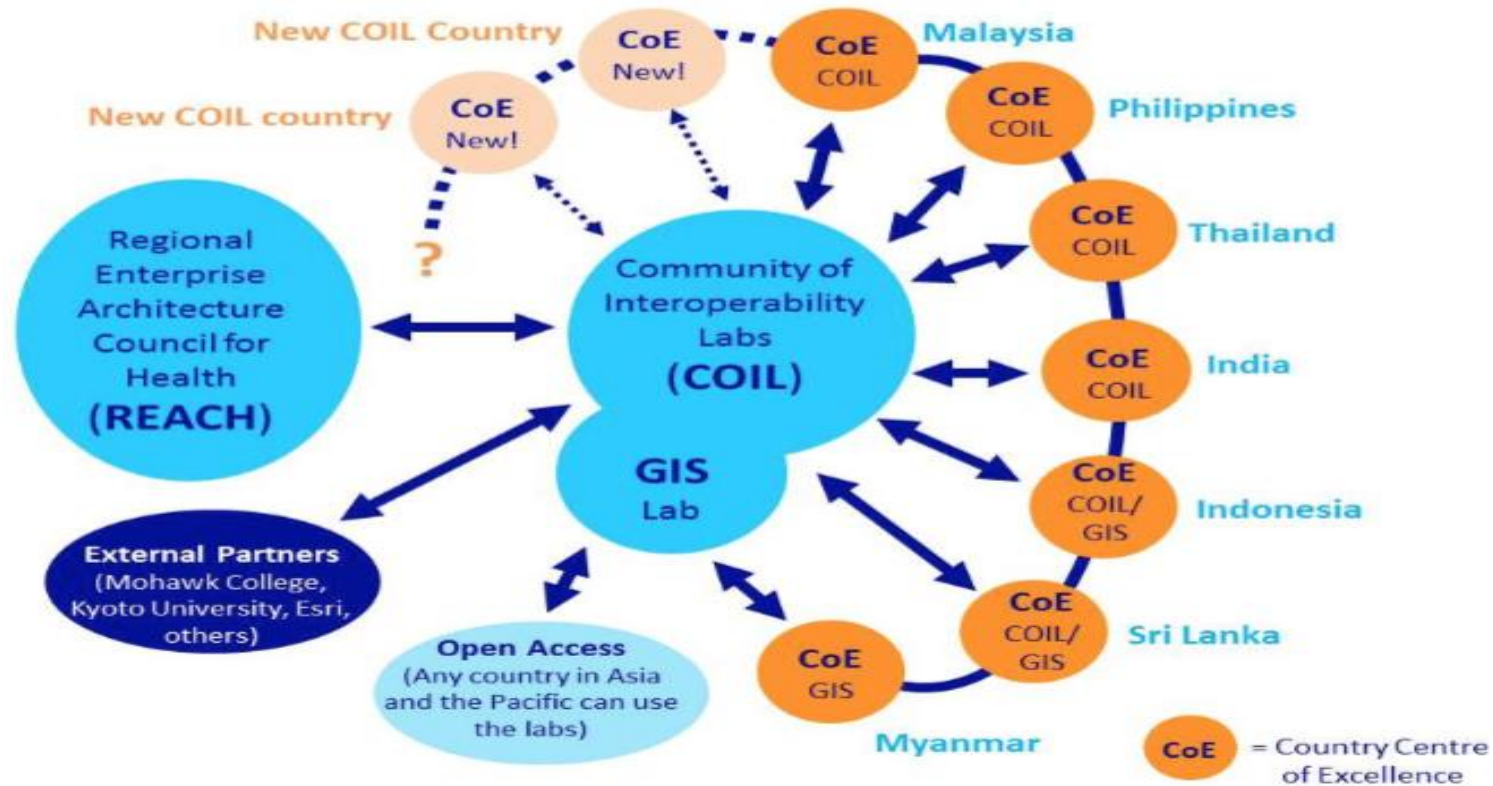 New COIL Country
CoE
New!
CoE
COIL
Malaysia
New COIL country
CoE
New!
CoE
COIL
Philippines
CoE
COIL
Thailand
Regional
Enterprise
Architecture
Council for
Health
(REACH)
?
Community of
Interoperability
Labs
(COIL)
GIS
Lab
CoE
COIL
India
CoE
COIL/
GIS
Indonesia
External Partners
(Mohawk College,
Kyoto University, Esri,
others)
Open Access
(Any country in Asia
and the Pacific can use
the labs)
CoE
COIL/
GIS
Sri Lanka
CoE
GIS
Myanmar
CoE
= Country Centre
of Excellence